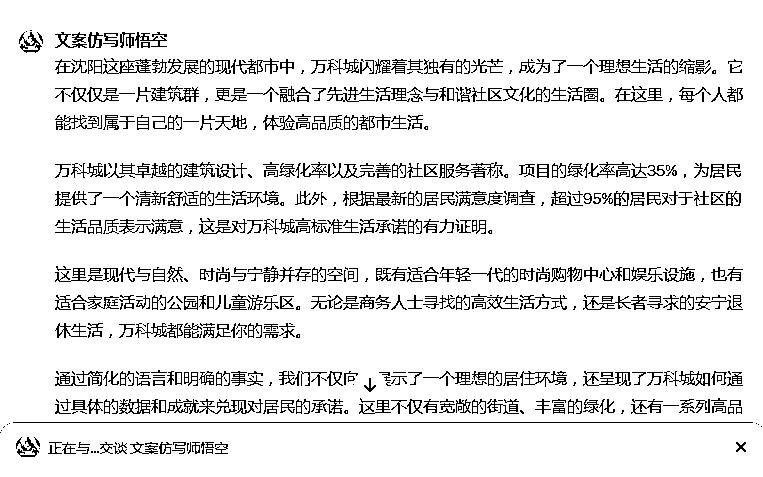 文案仿写师悟空
在沈阳这座蓬勃发展的现代都市中，万科城闪耀着其独有的光芒，成为了一个理想生活的缩影。它
不仅仅是一片建筑群，更是一个融合了先进生活理念与和谐社区文化的生活圈。在这里，每个人都
能找到属于自己的一片天地，体验高品质的都市生活。
万科城以其卓越的建筑设计、高绿化率以及完善的社区服务著称。项目的绿化率高达35%，为居民
提供了一个清新舒适的生活环境。此外，根据最新的居民满意度调查，超过95%的居民对于社区的
生活品质表示满意，这是对万科城高标准生活承诺的有力证明。
这里是现代与自然、时尚与宁静并存的空间，既有适合年轻一代的时尚购物中心和娱乐设施，也有
适合家庭活动的公园和儿童游乐区。无论是商务人士寻找的高效生活方式，还是长者寻求的安宁退
休生活，万科城都能满足你的需求。
通过简化的语言和明确的事实，我们不仅向 示了一个理想的居住环境，还呈现了万科城如何通
过具体的数据和成就来兑现对居民的承诺。这里不仅有宽敞的街道、丰富的绿化，还有一系列高品
正在与...交谈 文案仿写师悟空